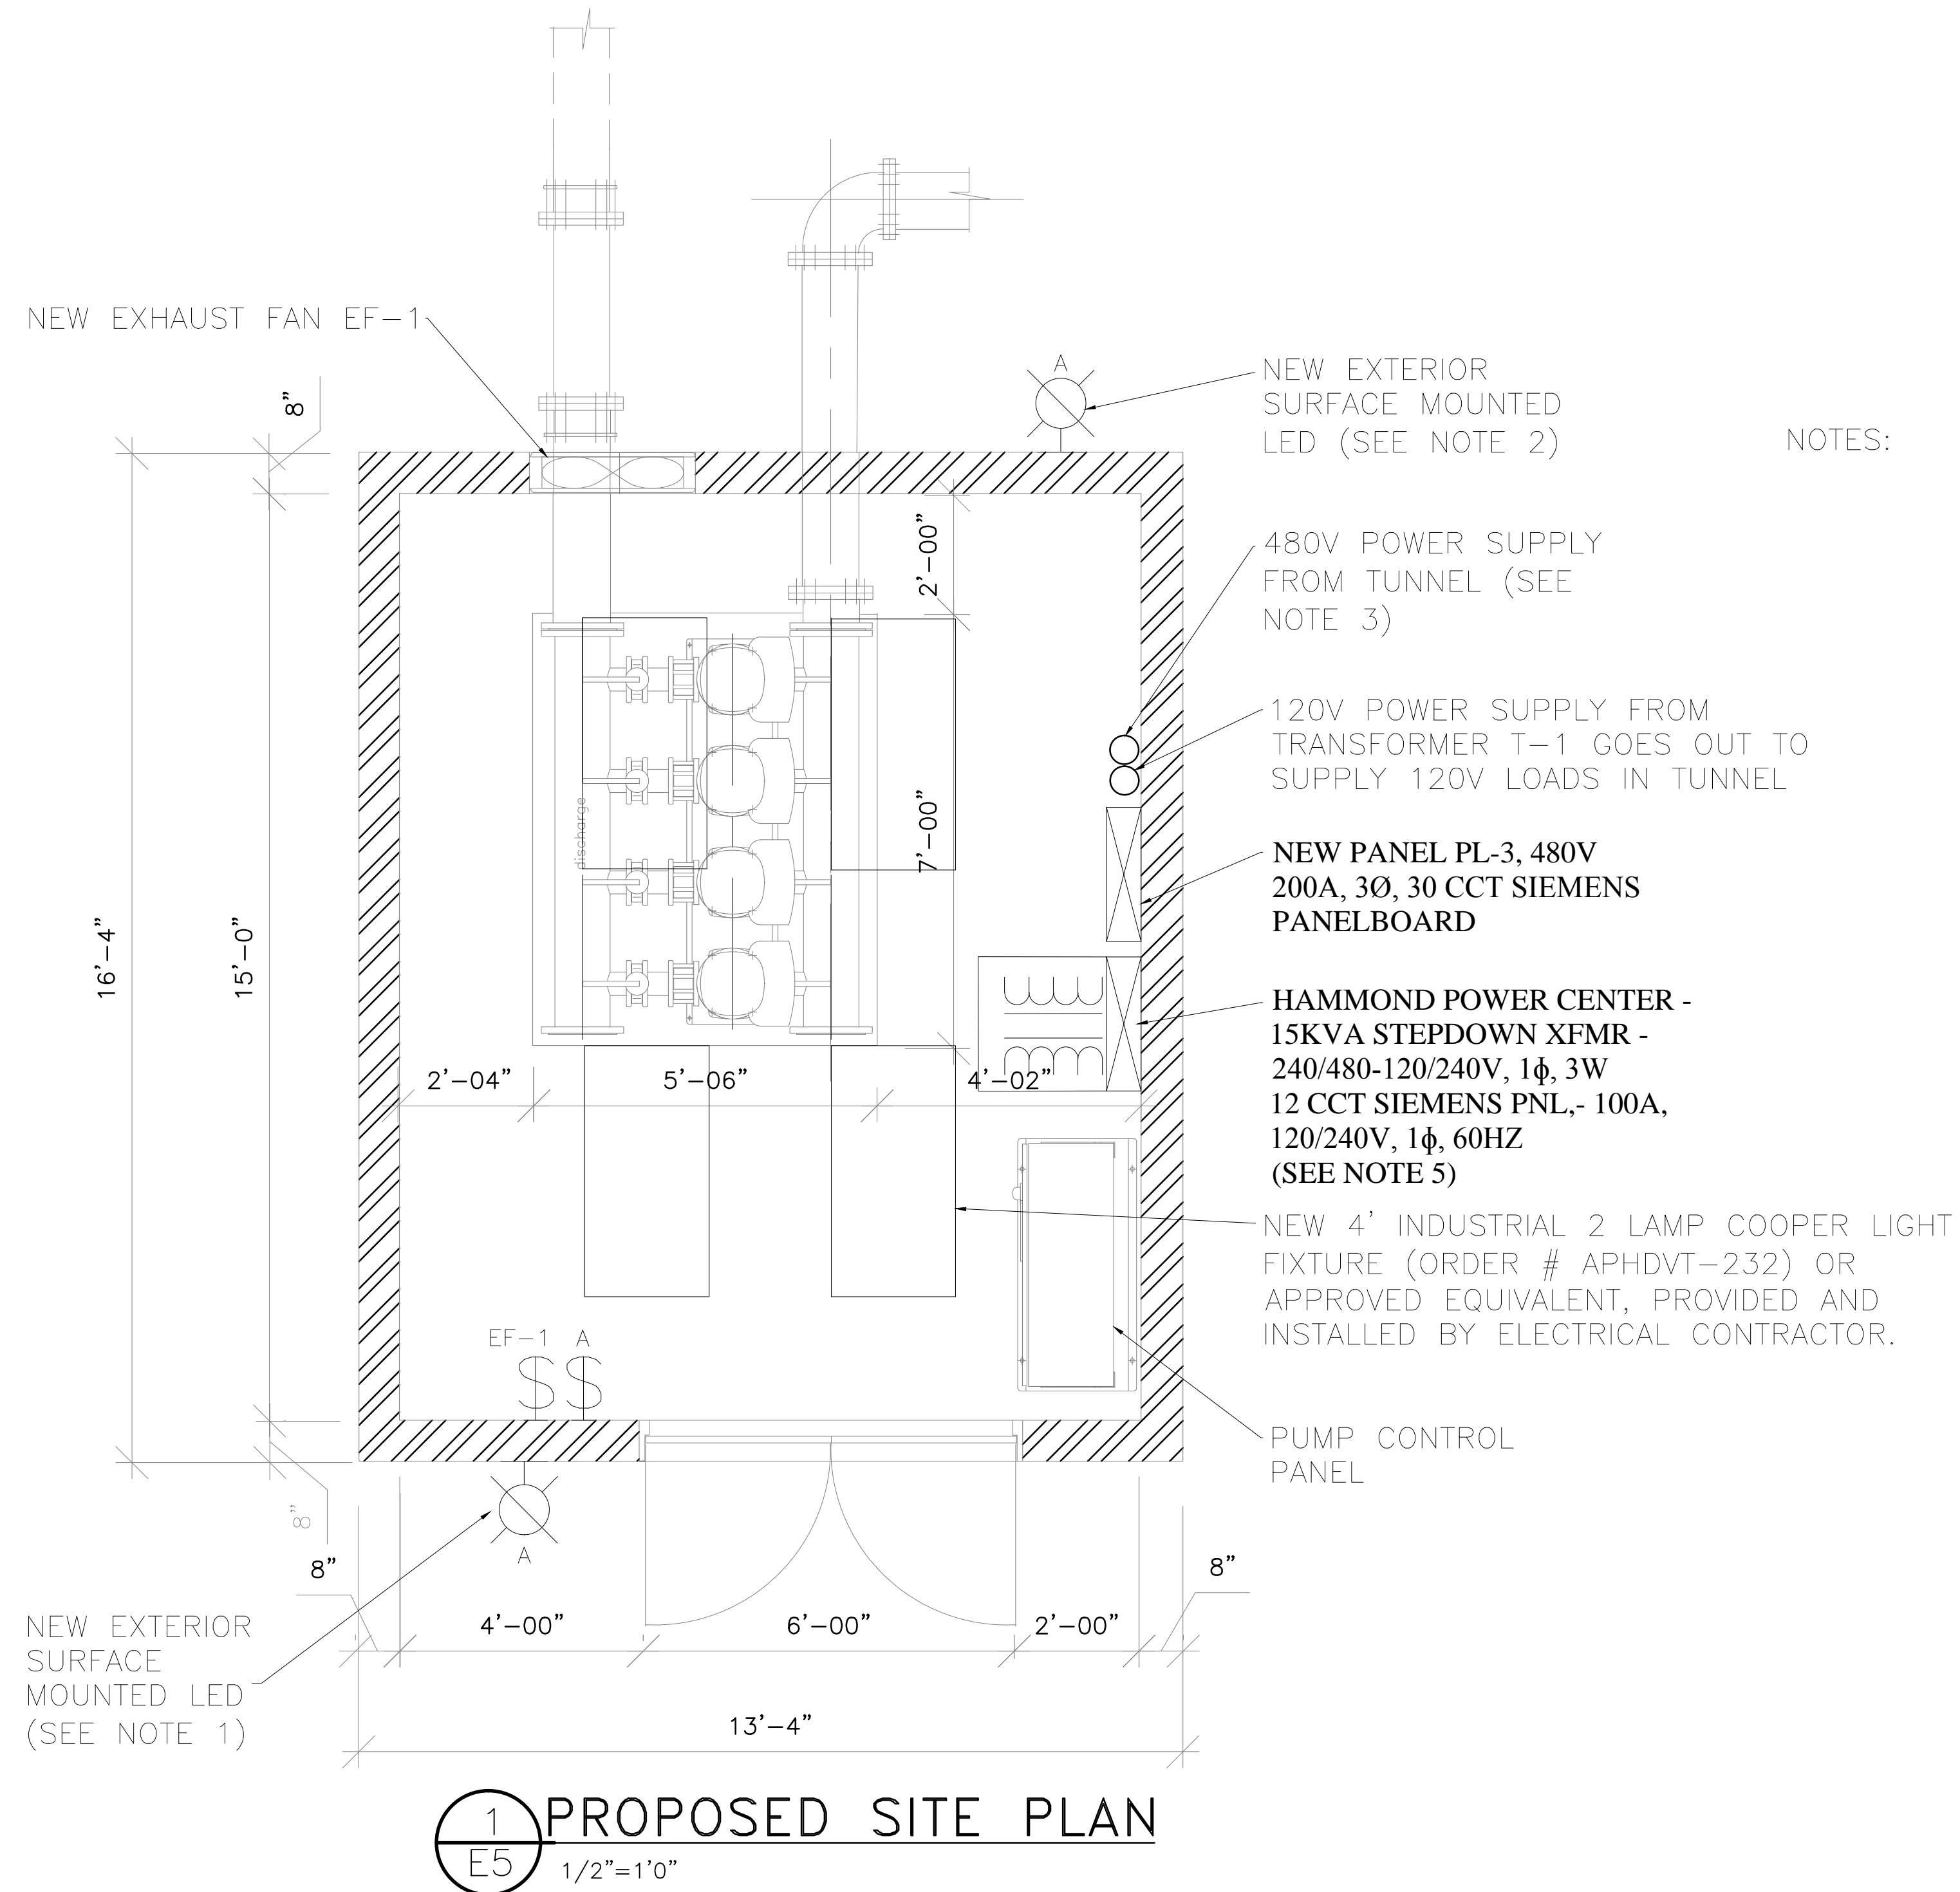 NEW EXHAUST FAN EF-1
8"
A
NEW EXTERIOR
SURFACE MOUNTED
LED (SEE NOTE 2)
NOTES:
480V POWER SUPPLY
FROM TUNNEL (SEE
NOTE 3)
2'-00"
120V POWER SUPPLY FROM
TRANSFORMER T-1 GOES OUT TO
SUPPLY 120V LOADS IN TUNNEL
discharge
7'-00"
NEW PANEL PL-3, 480V
200A, 3Ø, 30 CCT SIEMENS
PANELBOARD
16'-4"
15'-0"
HAMMOND POWER CENTER -
15KVA STEPDOWN XFMR -
240/480-120/240V, 1ϕ, 3W
12 CCT SIEMENS PNL,- 100A,
120/240V, 1ϕ, 60HZ
(SEE NOTE 5)
2'-04"
5'-06"
4'-02"
NEW 4' INDUSTRIAL 2 LAMP COOPER LIGHT
FIXTURE (ORDER # APHDVT-232) OR
APPROVED EQUIVALENT, PROVIDED AND
INSTALLED BY ELECTRICAL CONTRACTOR.
EF-1 A
$ $
PUMP CONTROL
PANEL
8"
A
8"
8"
NEW EXTERIOR
SURFACE
MOUNTED LED
(SEE NOTE 1)
4'-00"
6'-00"
2'-00"
13'-4"
1
E5
PROPOSED SITE PLAN
1/2"=1'0"